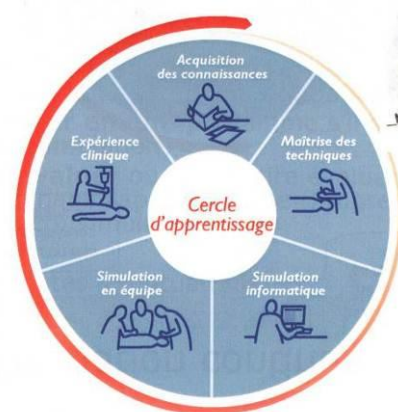 Acquisition
des connaissances
Maîtrise des
techniques
Simulation
informatique
Simulation
en équipe
Expérience
clinique
Cercle
d'apprentissage